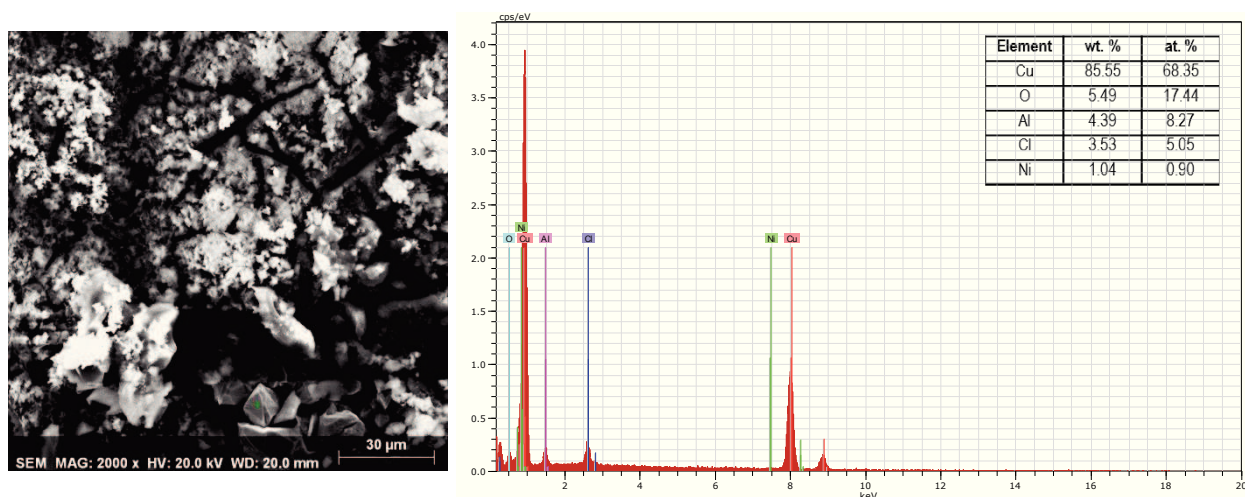 30 µm
SEM MAG: 2000 x HV: 20.0 kV WD: 20.0 mm
cps/eV
4.0
3.5
3.0
2.5
2.0
1.5
1.0
0.5
0.0
O Ni Cu Al Cl Ni Cu
2 4 6 8 10 12 14 16 18 20
keV
Element wt. % at. %
Cu 85.55 68.35
O 5.49 17.44
Al 4.39 8.27
Cl 3.53 5.05
Ni 1.04 0.90